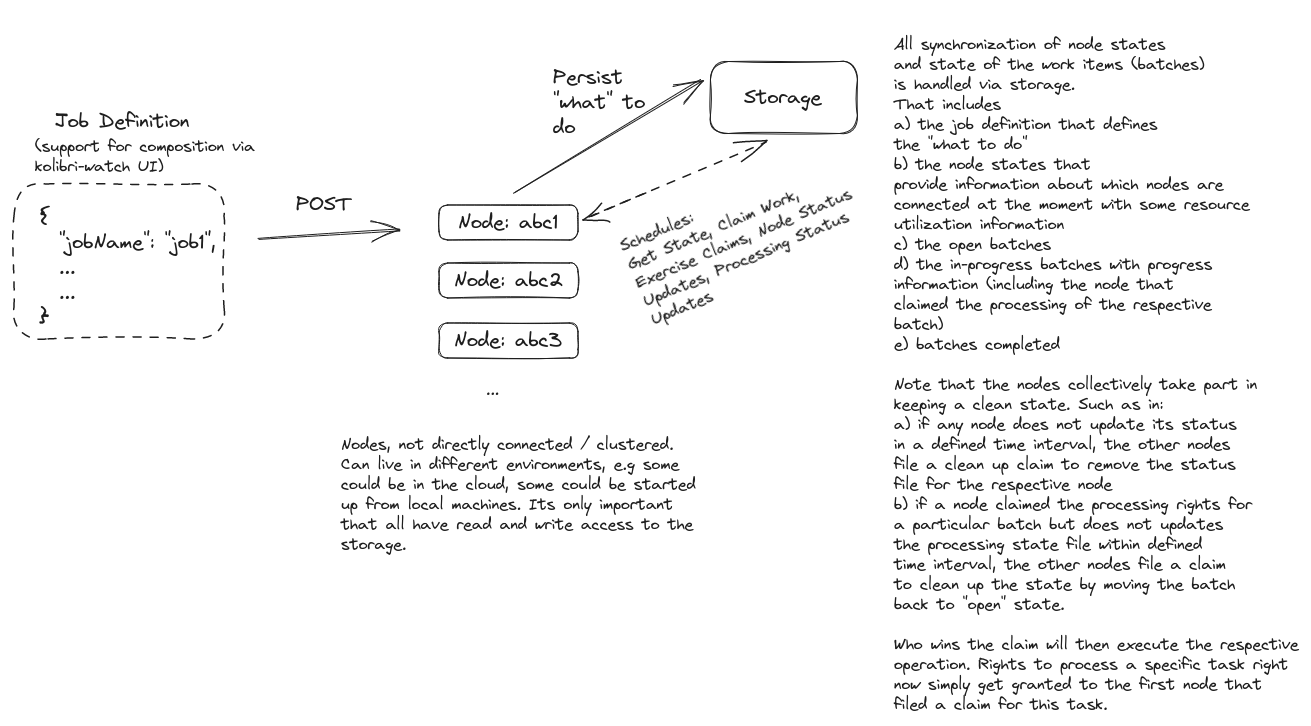 Job Definition
(support for composition via
kolibri-watch UI)
{
"jobName": "job1",
...
...
}
POST
Persist
"what" to
do
Storage
Node: abc1
Node: abc2
Node: abc3
...
Schedules:
Get State, Claim Work,
Exercise Claims, Node Status
Updates, Processing Status
Updates
Nodes, not directly connected / clustered.
Can live in different environments, e.g some
could be in the cloud, some could be started
up from local machines. Its only important
that all have read and write access to the
storage.
All synchronization of node states
and state of the work items (batches)
is handled via storage.
That includes
a) the job definition that defines
the "what to do"
b) the node states that
provide information about which nodes are
connected at the moment with some resource
utilization information
c) the open batches
d) the in-progress batches with progress
information (including the node that
claimed the processing of the respective
batch)
e) batches completed
Note that the nodes collectively take part in
keeping a clean state. Such as in:
a) if any node does not update its status
in a defined time interval, the other nodes
file a clean up claim to remove the status
file for the respective node
b) if a node claimed the processing rights for
a particular batch but does not updates
the processing state file within defined
time interval, the other nodes file a claim
to clean up the state by moving the batch
back to "open" state.
Who wins the claim will then execute the respective
operation. Rights to process a specific task right
now simply get granted to the first node that
filed a claim for this task.